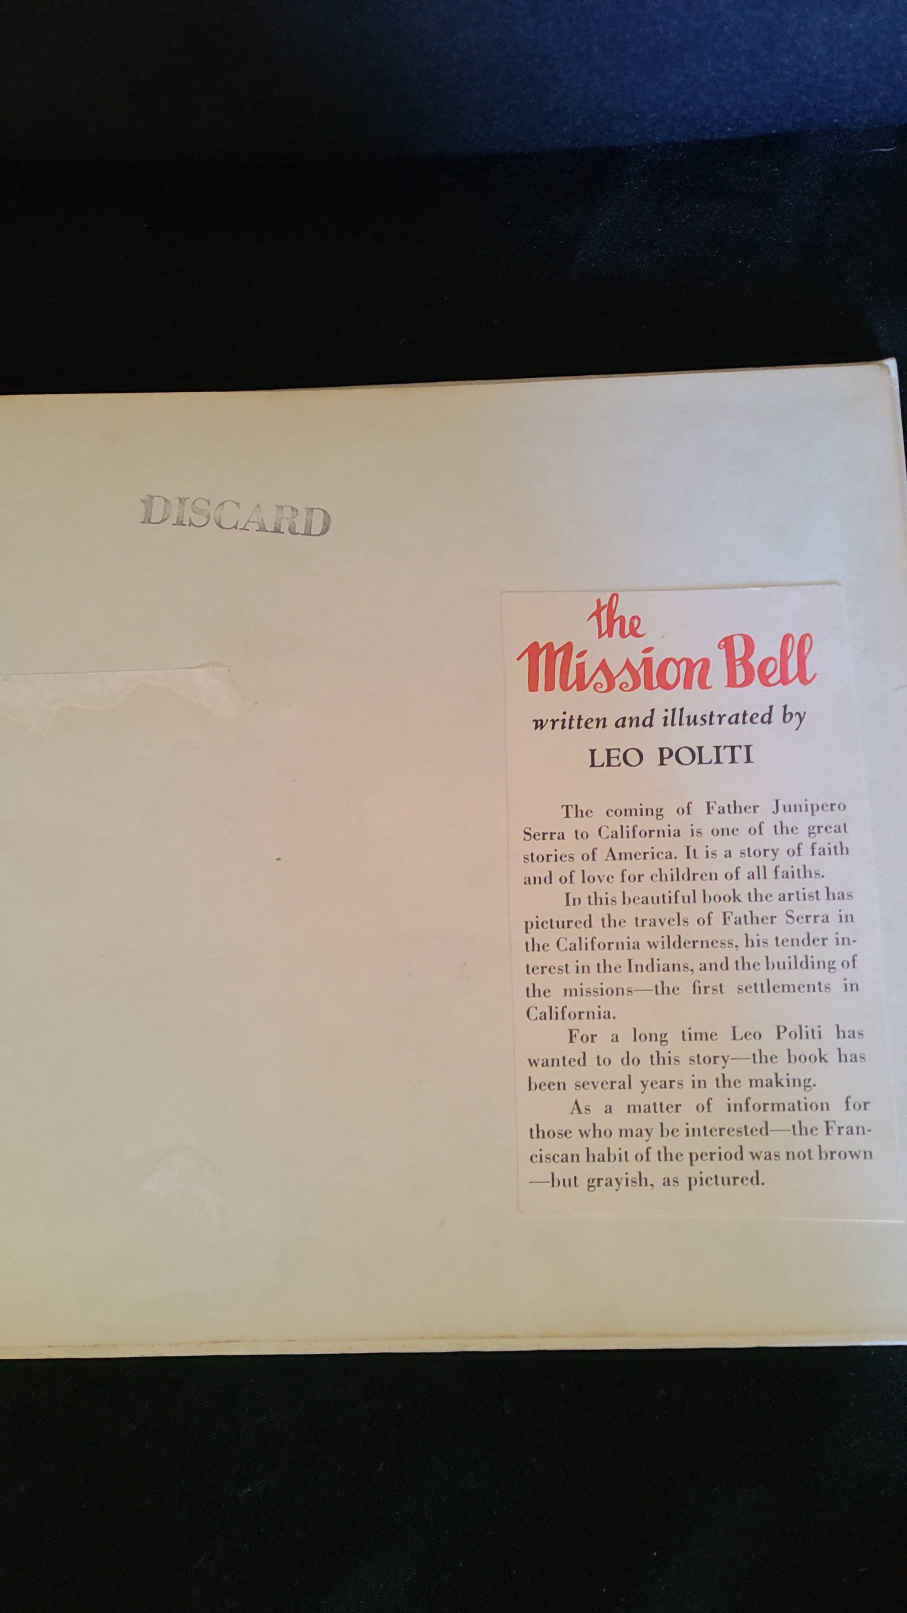 DISCARD
the
Mission Bell
written and illustrated by
LEO POLITI
The coming of Father Junipero
Serra to California is one of the great
stories of America. It is a story of faith
and of love for children of all faiths.
In this beautiful book the artist has
pictured the travels of Father Serra in
the California wilderness, his tender in-
terest in the Indians, and the building of
the missions—the first settlements in
California.
For a long time Leo Politi has
wanted to do this story—the book has
been several years in the making.
As a matter of information for
those who may be interested—the Fran-
ciscan habit of the period was not brown
—but grayish, as pictured.